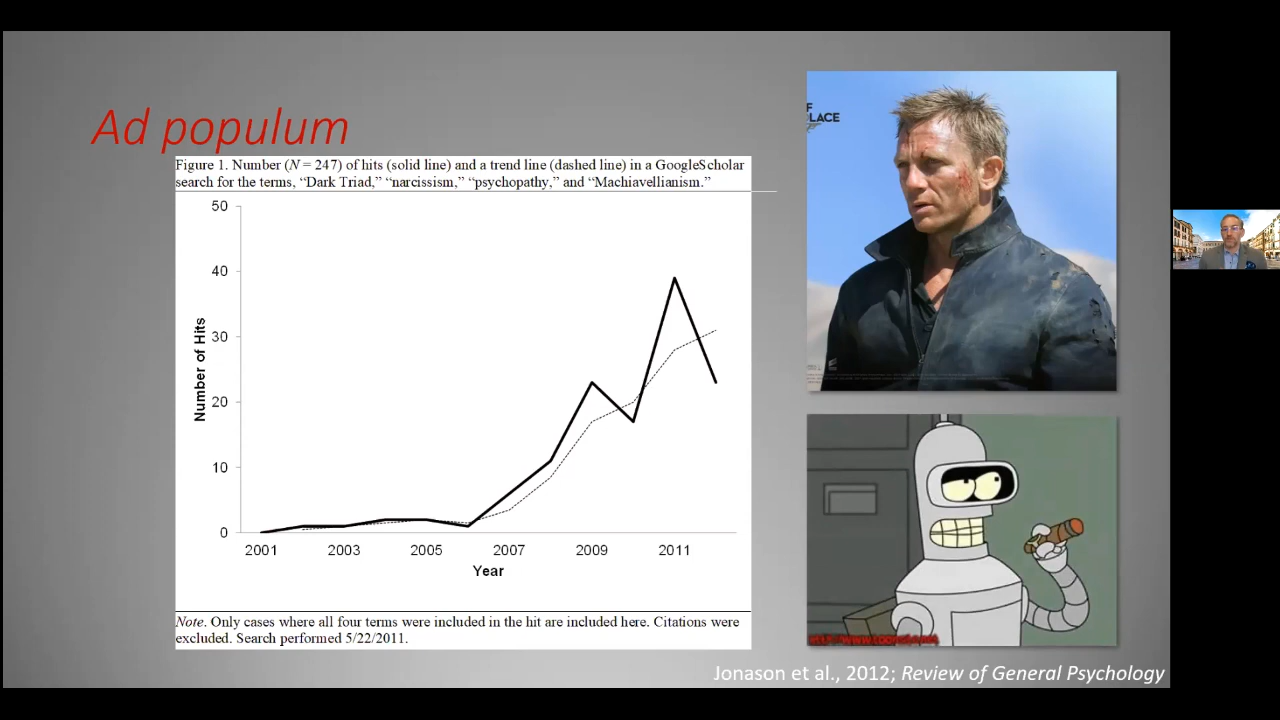 Ad populum
Figure 1. Number (N = 247) of hits (solid line) and a trend line (dashed line) in a GoogleScholar
search for the terms, “Dark Triad,” “narcissism,” “psychopathy,” and “Machiavellianism.”
50
40
30
20
10
0
Number of Hits
2001 2003 2005 2007 2009 2011
Year
Note. Only cases where all four terms were included in the hit are included here. Citations were
excluded. Search performed 5/22/2011.
F
LACE
Jonason et al., 2012; Review of General Psychology